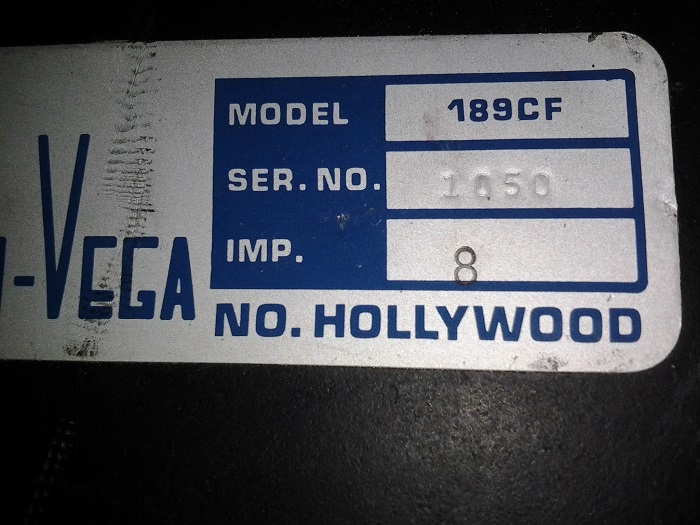 MODEL 189CF
SER. NO. 1050
IMP. 8
-VEGA
NO. HOLLYWOOD